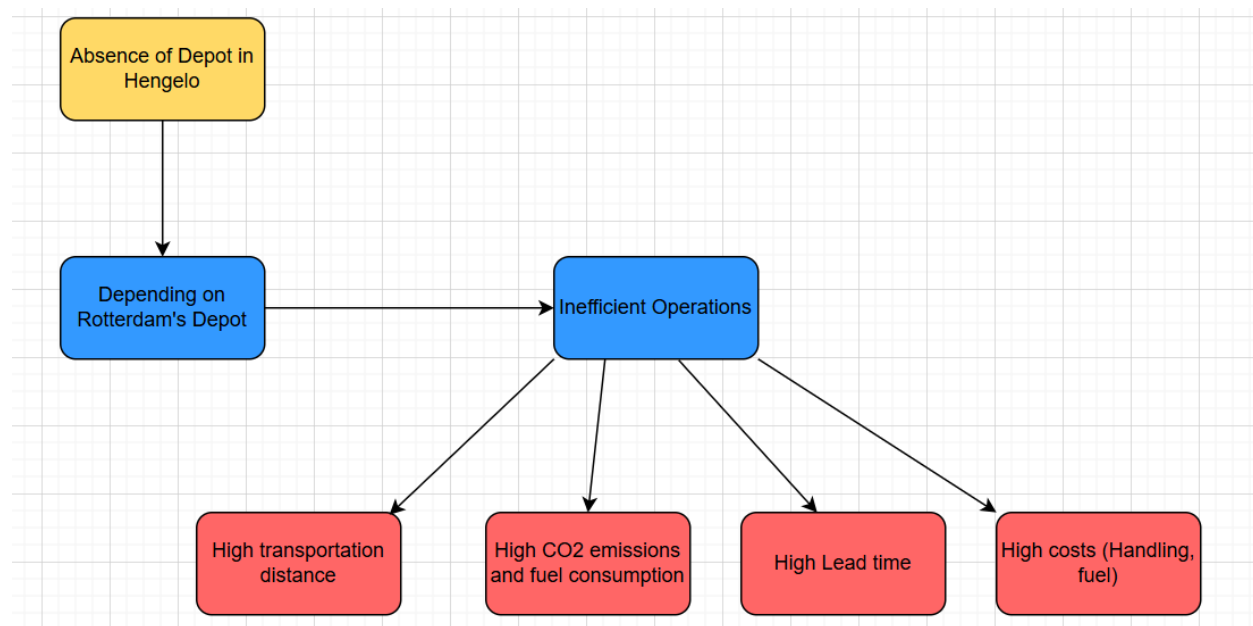 Absence of Depot in
Hengelo
Depending on
Rotterdam's Depot
Inefficient Operations
High transportation
distance
High CO2 emissions
and fuel consumption
High Lead time
High costs (Handling,
fuel)